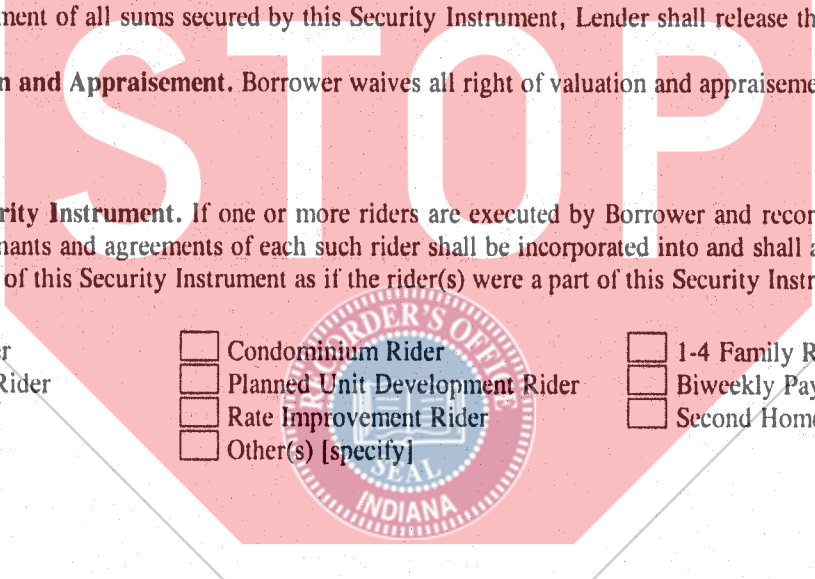 STOP
ment of all sums secured by this Security Instrument, Lender shall release th
n and Appraisement. Borrower waives all right of valuation and appraiseme
rity Instrument. If one or more riders are executed by Borrower and recor
nants and agreements of each such rider shall be incorporated into and shall a
of this Security Instrument as if the rider(s) were a part of this Security Instr
r
Condominium Rider
1-4 Family R
Rider
Planned Unit Development Rider
Biweekly Pay
Rate Improvement Rider
Second Home
Other(s) [specify]
RECORDER'S OFFICE
SEAL
INDIANA